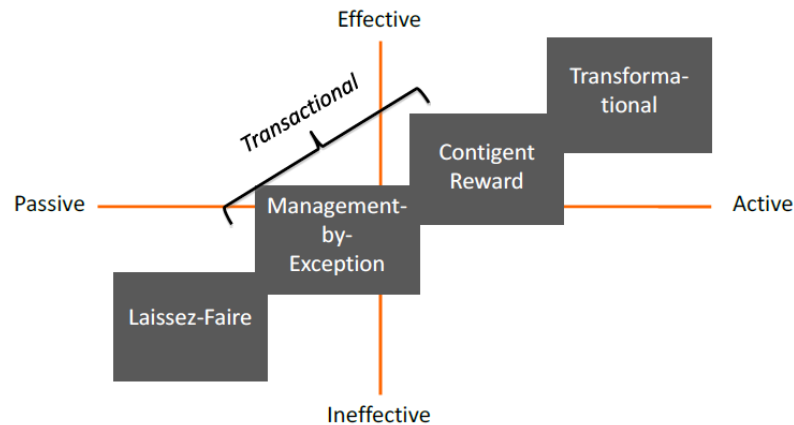 Effective
Transforma-
tional
Transactional
Contigent
Reward
Passive
Management-
by-
Exception
Active
Laissez-Faire
Ineffective